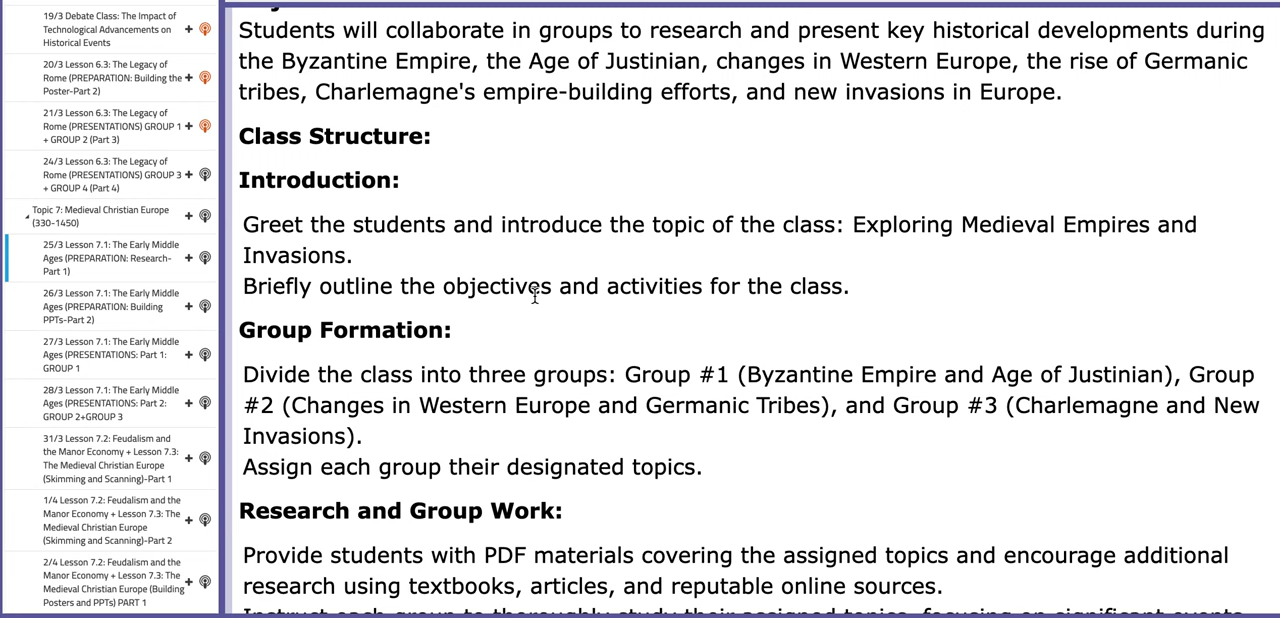 19/3 Debate Class: The Impact of
Technological Advancements on
Historical Events
20/3 Lesson 6.3: The Legacy of
Rome (PREPARATION: Building the
Poster-Part 2)
21/3 Lesson 6.3: The Legacy of
Rome (PRESENTATIONS) GROUP 1
+ GROUP 2 (Part 3)
24/3 Lesson 6.3: The Legacy of
Rome (PRESENTATIONS) GROUP 3
+ GROUP 4 (Part 4)
Topic 7: Medieval Christian Europe
(330-1450)
25/3 Lesson 7.1: The Early Middle
Ages (PREPARATION: Research-
Part 1)
26/3 Lesson 7.1: The Early Middle
Ages (PREPARATION: Building
PPTs-Part 2)
27/3 Lesson 7.1: The Early Middle
Ages (PRESENTATIONS: Part 1:
GROUP 1
28/3 Lesson 7.1: The Early Middle
Ages (PRESENTATIONS: Part 2:
GROUP 2+GROUP 3
31/3 Lesson 7.2: Feudalism and
the Manor Economy + Lesson 7.3:
The Medieval Christian Europe
(Skimming and Scanning)-Part 1
1/4 Lesson 7.2: Feudalism and the
Manor Economy + Lesson 7.3: The
Medieval Christian Europe
(Skimming and Scanning)-Part 2
2/4 Lesson 7.2: Feudalism and the
Manor Economy + Lesson 7.3: The
Medieval Christian Europe (Building
Posters and PPTs) PART 1
Students will collaborate in groups to research and present key historical developments during
the Byzantine Empire, the Age of Justinian, changes in Western Europe, the rise of Germanic
tribes, Charlemagne's empire-building efforts, and new invasions in Europe.
Class Structure:
Introduction:
Greet the students and introduce the topic of the class: Exploring Medieval Empires and
Invasions.
Briefly outline the objectives and activities for the class.
Group Formation:
Divide the class into three groups: Group #1 (Byzantine Empire and Age of Justinian), Group
#2 (Changes in Western Europe and Germanic Tribes), and Group #3 (Charlemagne and New
Invasions).
Assign each group their designated topics.
Research and Group Work:
Provide students with PDF materials covering the assigned topics and encourage additional
research using textbooks, articles, and reputable online sources.
Instruct each group to thoroughly study their assigned topics, focusing on significant events